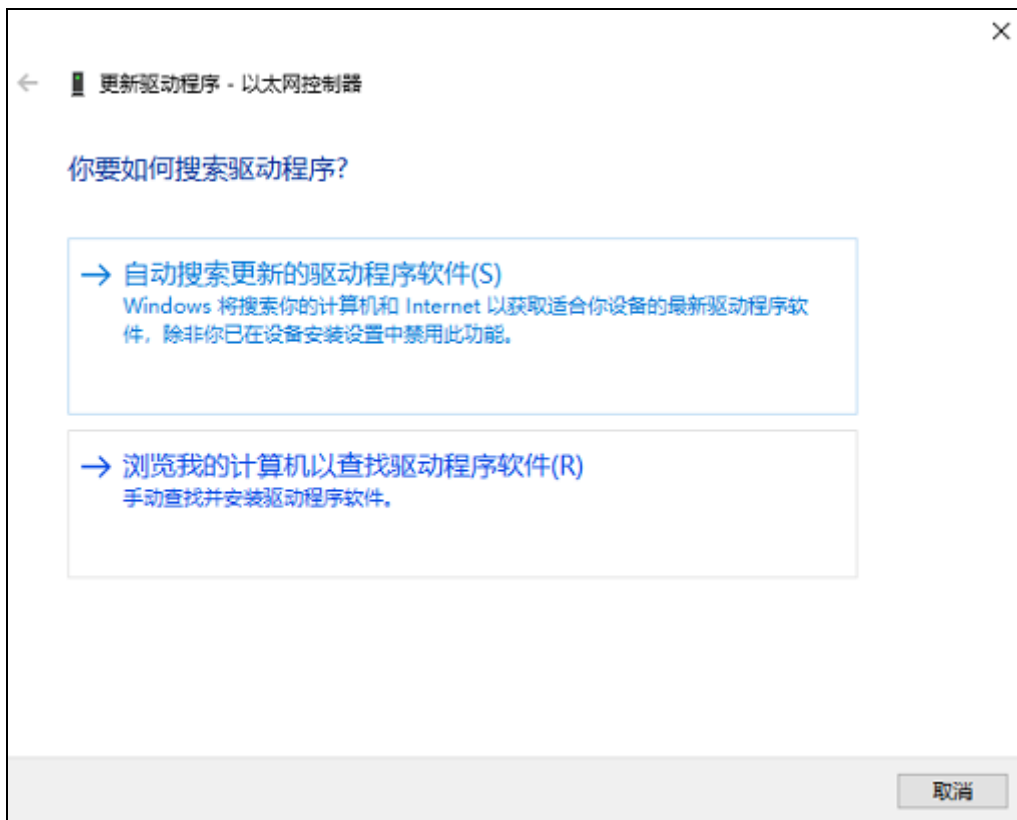 更新驱动程序 - 以太网控制器
你要如何搜索驱动程序?
自动搜索更新的驱动程序软件(S)
Windows 将搜索你的计算机和 Internet 以获取适合你设备的最新驱动程序软
件，除非你已在设备安装设置中禁用此功能。
浏览我的计算机以查找驱动程序软件(R)
手动查找并安装驱动程序软件。
取消